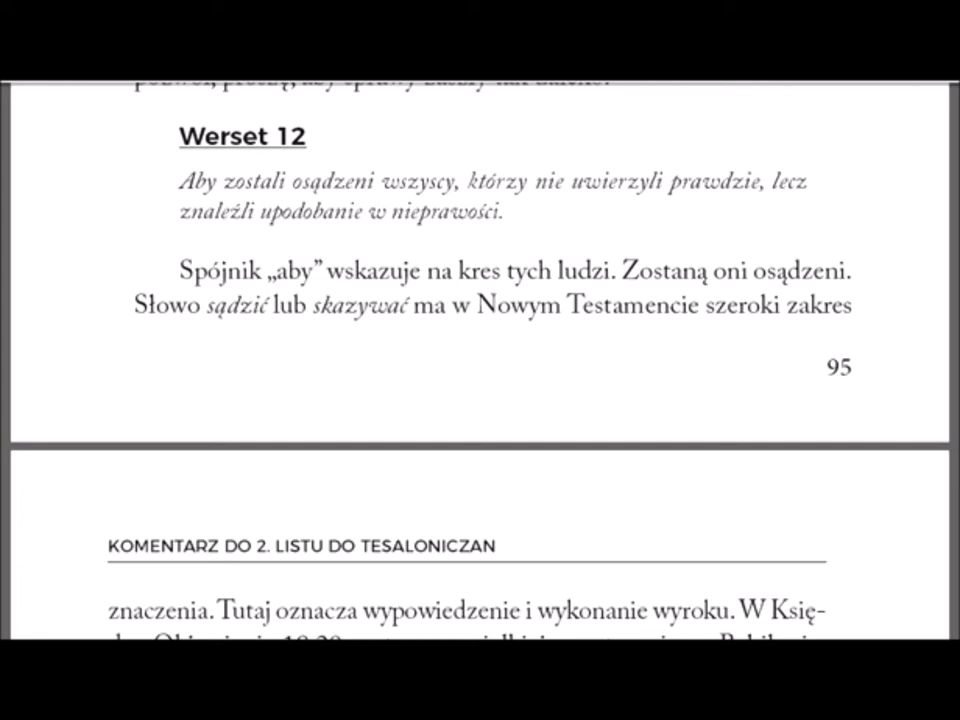 Werset 12
Aby zostali osądzeni wszyscy, którzy nie uwierzyli prawdzie, lecz
znaleźli upodobanie w nieprawości.
Spójnik „aby” wskazuje na kres tych ludzi. Zostaną oni osądzeni.
Słowo sądzić lub skazywać ma w Nowym Testamencie szeroki zakres
95
KOMENTARZ DO 2. LISTU DO TESALONICZAN
znaczenia. Tutaj oznacza wypowiedzenie i wykonanie wyroku. W Księ-